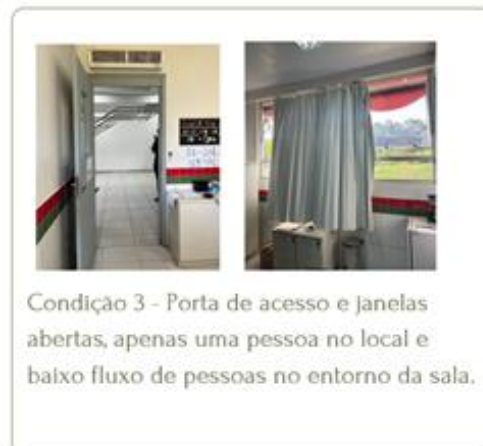 Condição 3 - Porta de acesso e janelas
abertas, apenas uma pessoa no local e
baixo fluxo de pessoas no entorno da sala.